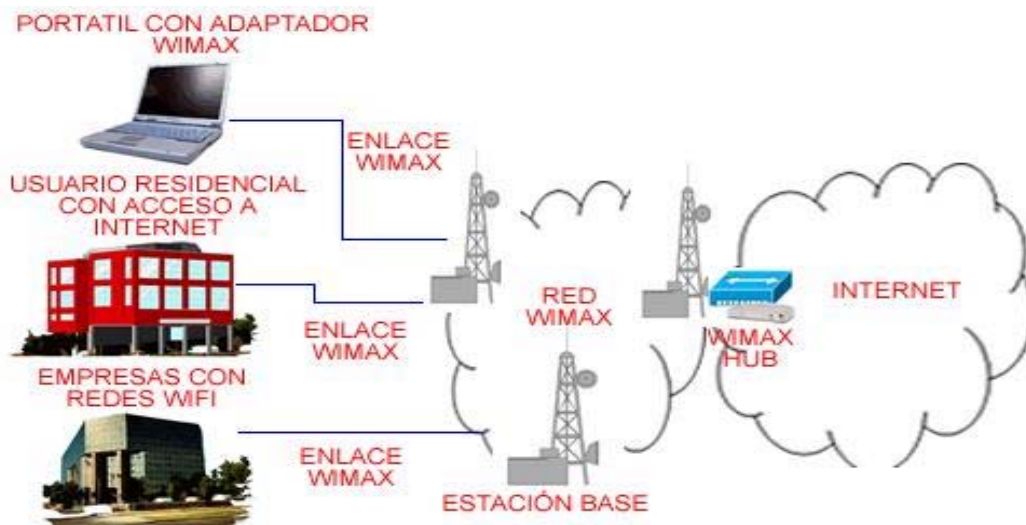 PORTATIL CON ADAPTADOR
WIMAX
ENLACE
WIMAX
USUARIO RESIDENCIAL
CON ACCESO A
INTERNET
RED
WIMAX
INTERNET
WIMAX
HUB
ENLACE
WIMAX
EMPRESAS CON
REDES WIFI
ENLACE
WIMAX
ESTACIÓN BASE